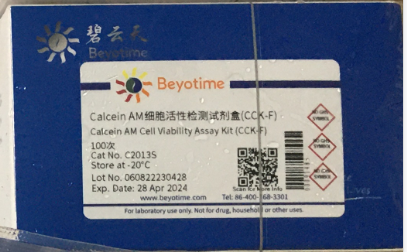 碧云天
Beyotime
Beyotime
Calcein AM细胞活性检测试剂盒(CCK-F)
Calcein AM Cell Viability Assay Kit (CCK-F)
100次
Cat No. C2013S
Store at -20°C
Lot No. 060822230428
Exp. Date: 28 Apr 2024
Scan for More Info
www.beyotime.com Tel: 86-400-168-3301
For laboratory use only. Not for drug, household or other uses.